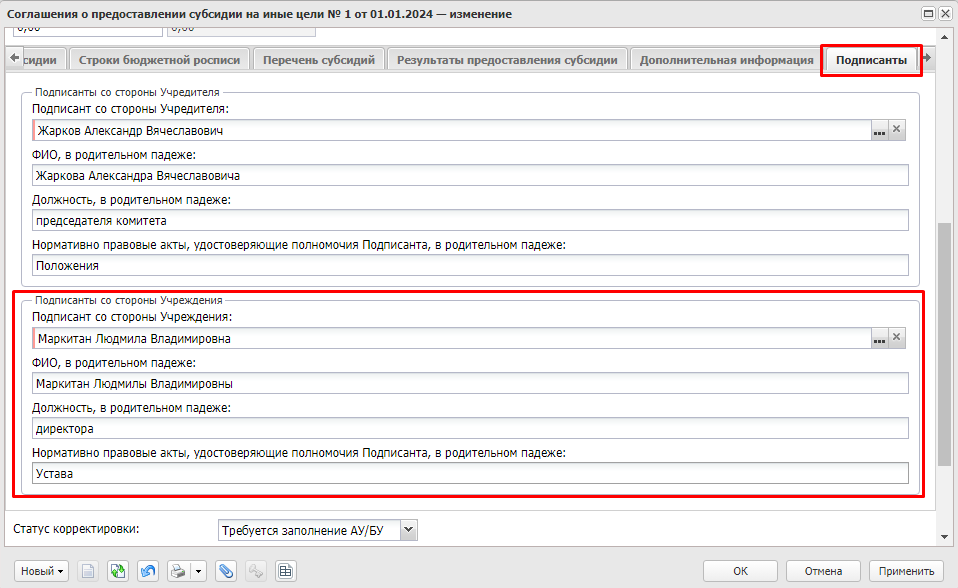 Соглашения о предоставлении субсидии на иные цели № 1 от 01.01.2024 — изменение
0,00 0,00
сидии Строки бюджетной росписи Перечень субсидий Результаты предоставления субсидии Дополнительная информация Подписанты
Подписанты со стороны Учредителя
Подписант со стороны Учредителя:
Жарков Александр Вячеславович
ФИО, в родительном падеже:
Жаркова Александра Вячеславовича
Должность, в родительном падеже:
председателя комитета
Нормативно правовые акты, удостоверяющие полномочия Подписанта, в родительном падеже:
Положения
Подписанты со стороны Учреждения
Подписант со стороны Учреждения:
Маркитан Людмила Владимировна
ФИО, в родительном падеже:
Маркитан Людмилы Владимировны
Должность, в родительном падеже:
директора
Нормативно правовые акты, удостоверяющие полномочия Подписанта, в родительном падеже:
Устава
Статус корректировки: Требуется заполнение АУ/БУ
Новый ОК Отмена Применить